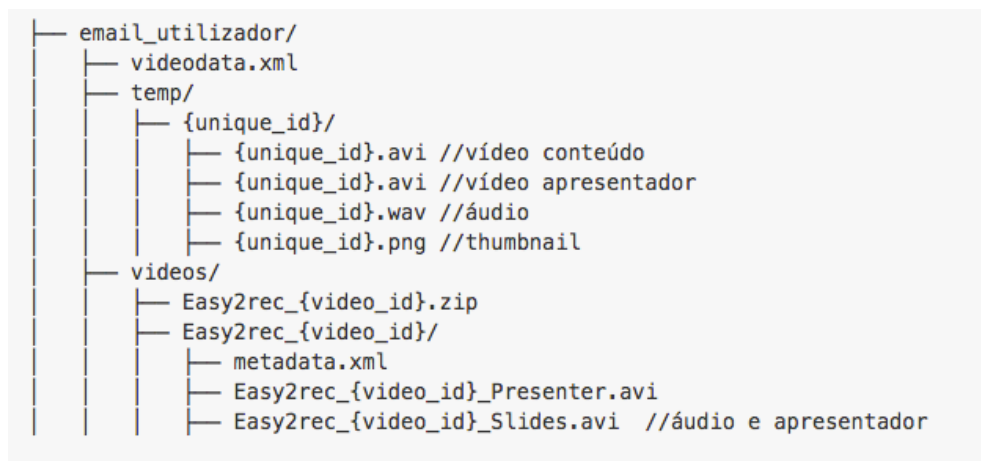 ├── email_utilizador/
│   ├── videodata.xml
│   ├── temp/
│   │   ├── {unique_id}/
│   │   │   ├── {unique_id}.avi //vídeo conteúdo
│   │   │   ├── {unique_id}.avi //vídeo apresentador
│   │   │   ├── {unique_id}.wav //áudio
│   │   │   ├── {unique_id}.png //thumbnail
│   ├── videos/
│   │   ├── Easy2rec_{video_id}.zip
│   │   ├── Easy2rec_{video_id}/
│   │   │   ├── metadata.xml
│   │   │   ├── Easy2rec_{video_id}_Presenter.avi
│   │   │   ├── Easy2rec_{video_id}_Slides.avi  //áudio e apresentador